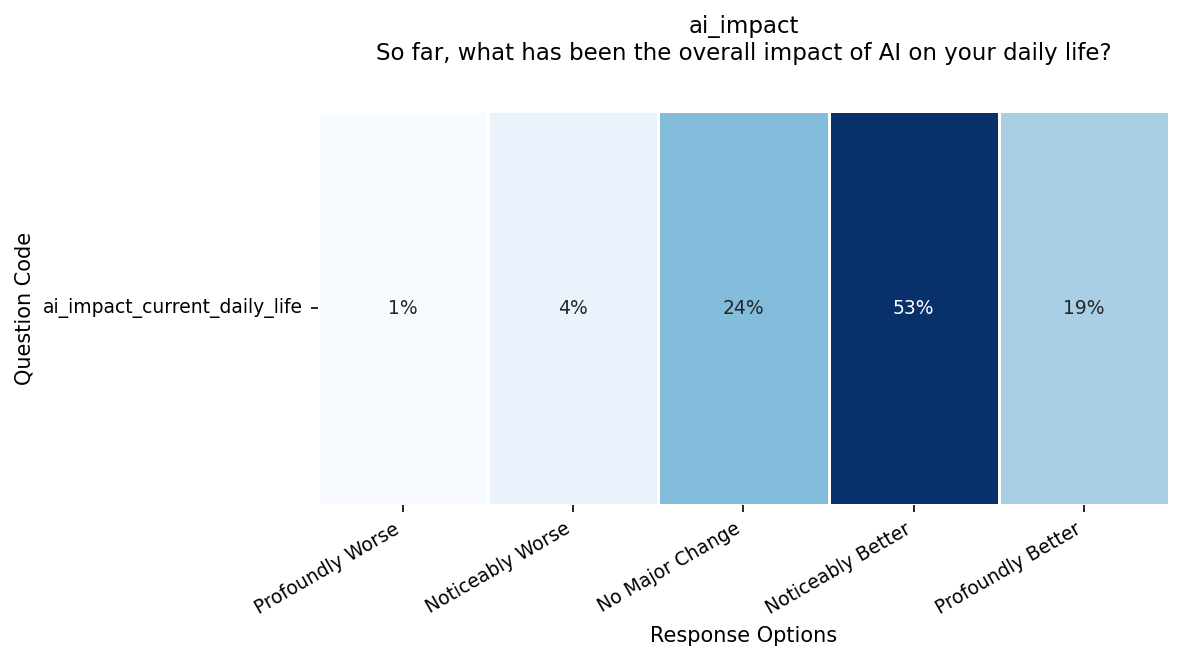 ai_impact
So far, what has been the overall impact of AI on your daily life?
Question Code
ai_impact_current_daily_life
1%
4%
24%
53%
19%
Profoundly Worse
Noticeably Worse
No Major Change
Noticeably Better
Profoundly Better
Response Options